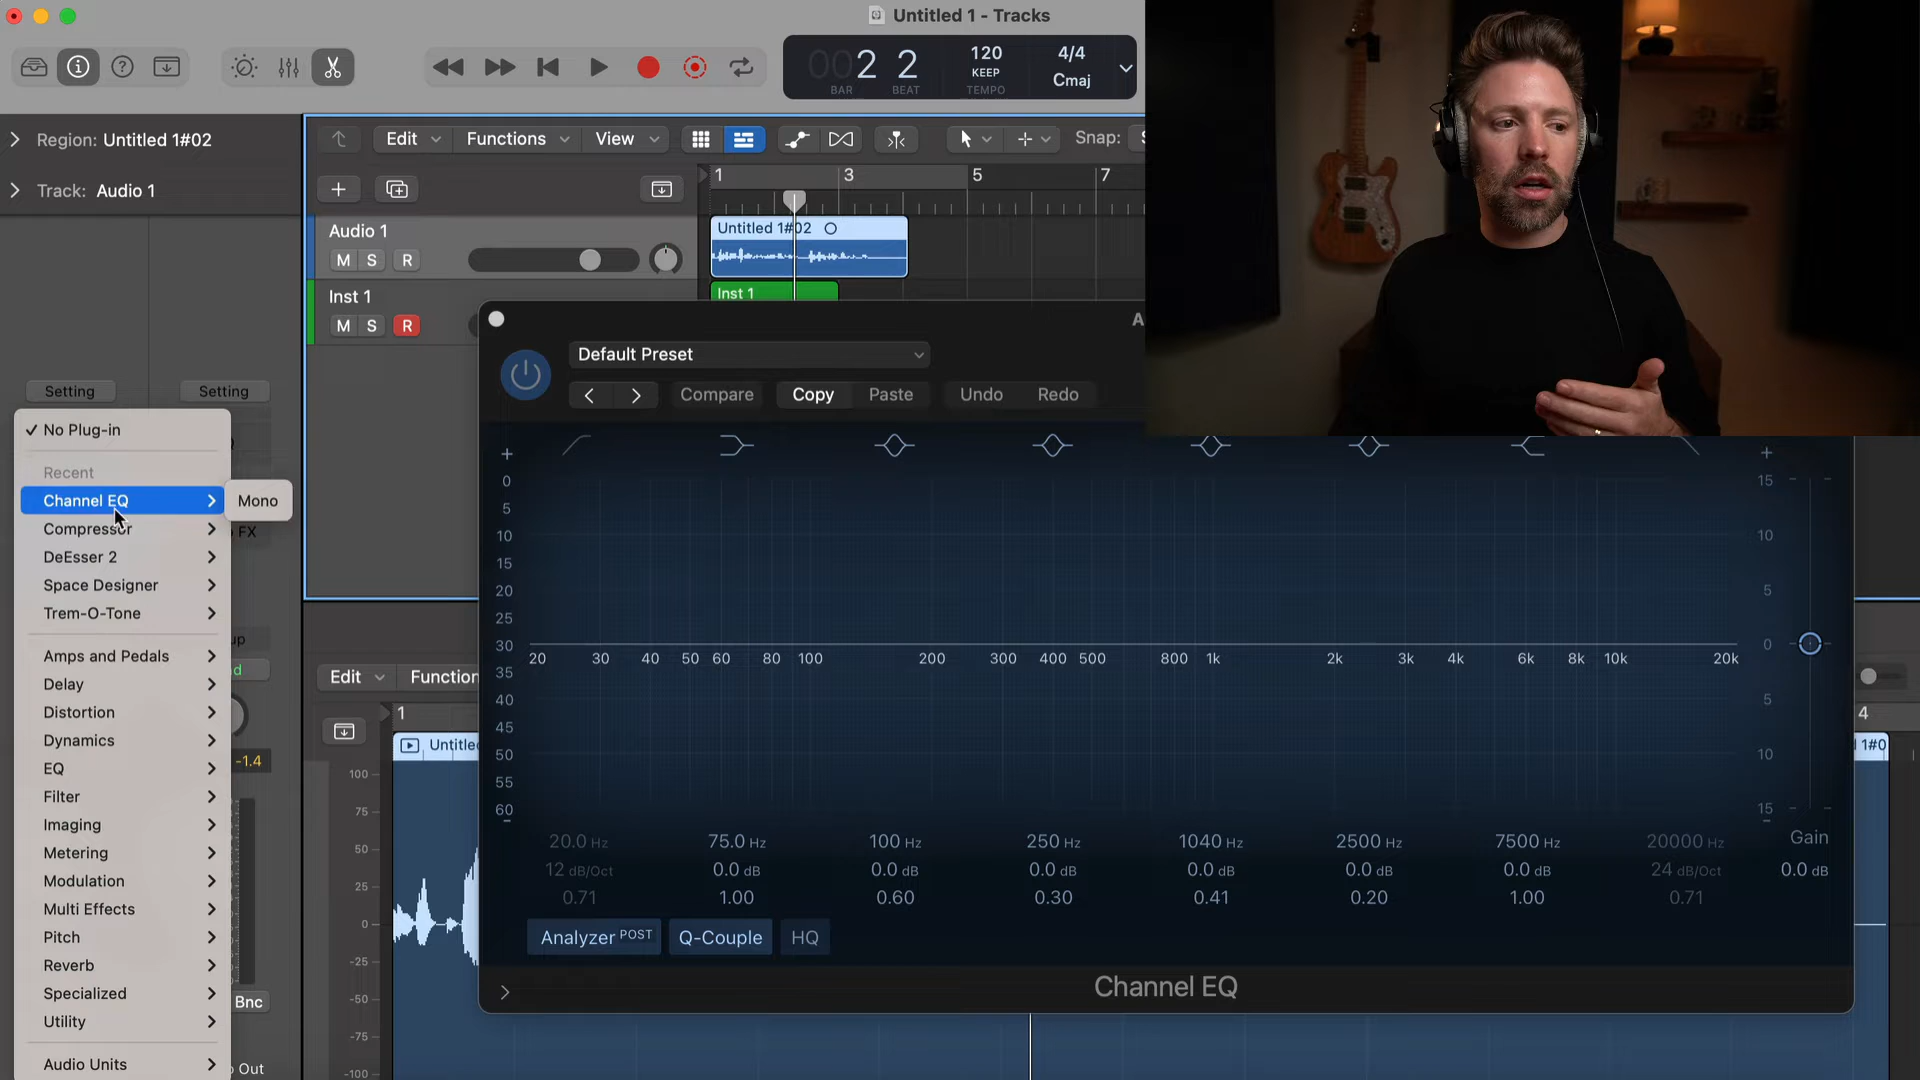 Untitled 1 - Tracks
002 2
BAR BEAT
120
KEEP
TEMPO
4/4
Cmaj
Region: Untitled 1#02
Track: Audio 1
Edit Functions View Snap:
1 3 5 7
Audio 1
M S R
Untitled 1#02
Inst 1
M S R
Inst 1
Setting Setting
No Plug-in
Recent
Channel EQ
Mono
Compressor
DeEsser 2
Space Designer
Trem-O-Tone
Amps and Pedals
Delay
Distortion
Dynamics
EQ
Filter
Imaging
Metering
Modulation
Multi Effects
Pitch
Reverb
Specialized
Utility
Audio Units
FX
-1.4
Bnc
Out
Default Preset
Compare Copy Paste Undo Redo
+ +
0 15
5
10 10
15
20 5
25
30 0
20 30 40 50 60 80 100 200 300 400 500 800 1k 2k 3k 4k 6k 8k 10k 20k
35
40 5
45
50 10
55
60 15
20.0 Hz 75.0 Hz 100 Hz 250 Hz 1040 Hz 2500 Hz 7500 Hz 20000 Hz Gain
12 dB/Oct 0.0 dB 0.0 dB 0.0 dB 0.0 dB 0.0 dB 0.0 dB 24 dB/Oct 0.0 dB
0.71 1.00 0.60 0.30 0.41 0.20 1.00 0.71
Analyzer POST Q-Couple HQ
Channel EQ
Edit Function
1 4
Untitle
1#0
100
75
50
25
0
-25
-50
-75
-100